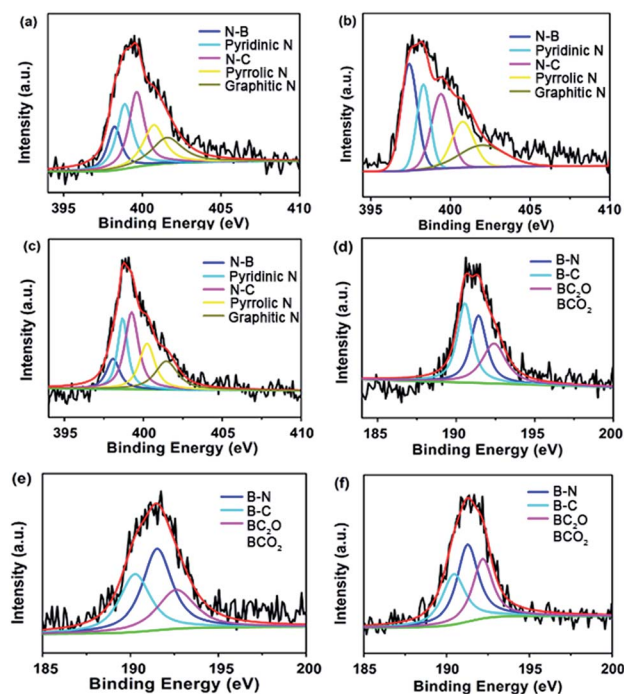 (a)
N-B
Pyridinic N
N-C
Pyrrolic N
Graphitic N
Intensity (a.u.)
395 400 405 410
Binding Energy (eV)
(b)
N-B
Pyridinic N
N-C
Pyrrolic N
Graphitic N
Intensity (a.u.)
395 400 405 410
Binding Energy (eV)
(c)
N-B
Pyridinic N
N-C
Pyrrolic N
Graphitic N
Intensity (a.u.)
395 400 405 410
Binding Energy (eV)
(d)
B-N
B-C
BC₂O
BCO₂
Intensity (a.u.)
185 190 195 200
Binding Energy (eV)
(e)
B-N
B-C
BC₂O
BCO₂
Intensity (a.u.)
185 190 195 200
Binding Energy (eV)
(f)
B-N
B-C
BC₂O
BCO₂
Intensity (a.u.)
185 190 195 200
Binding Energy (eV)